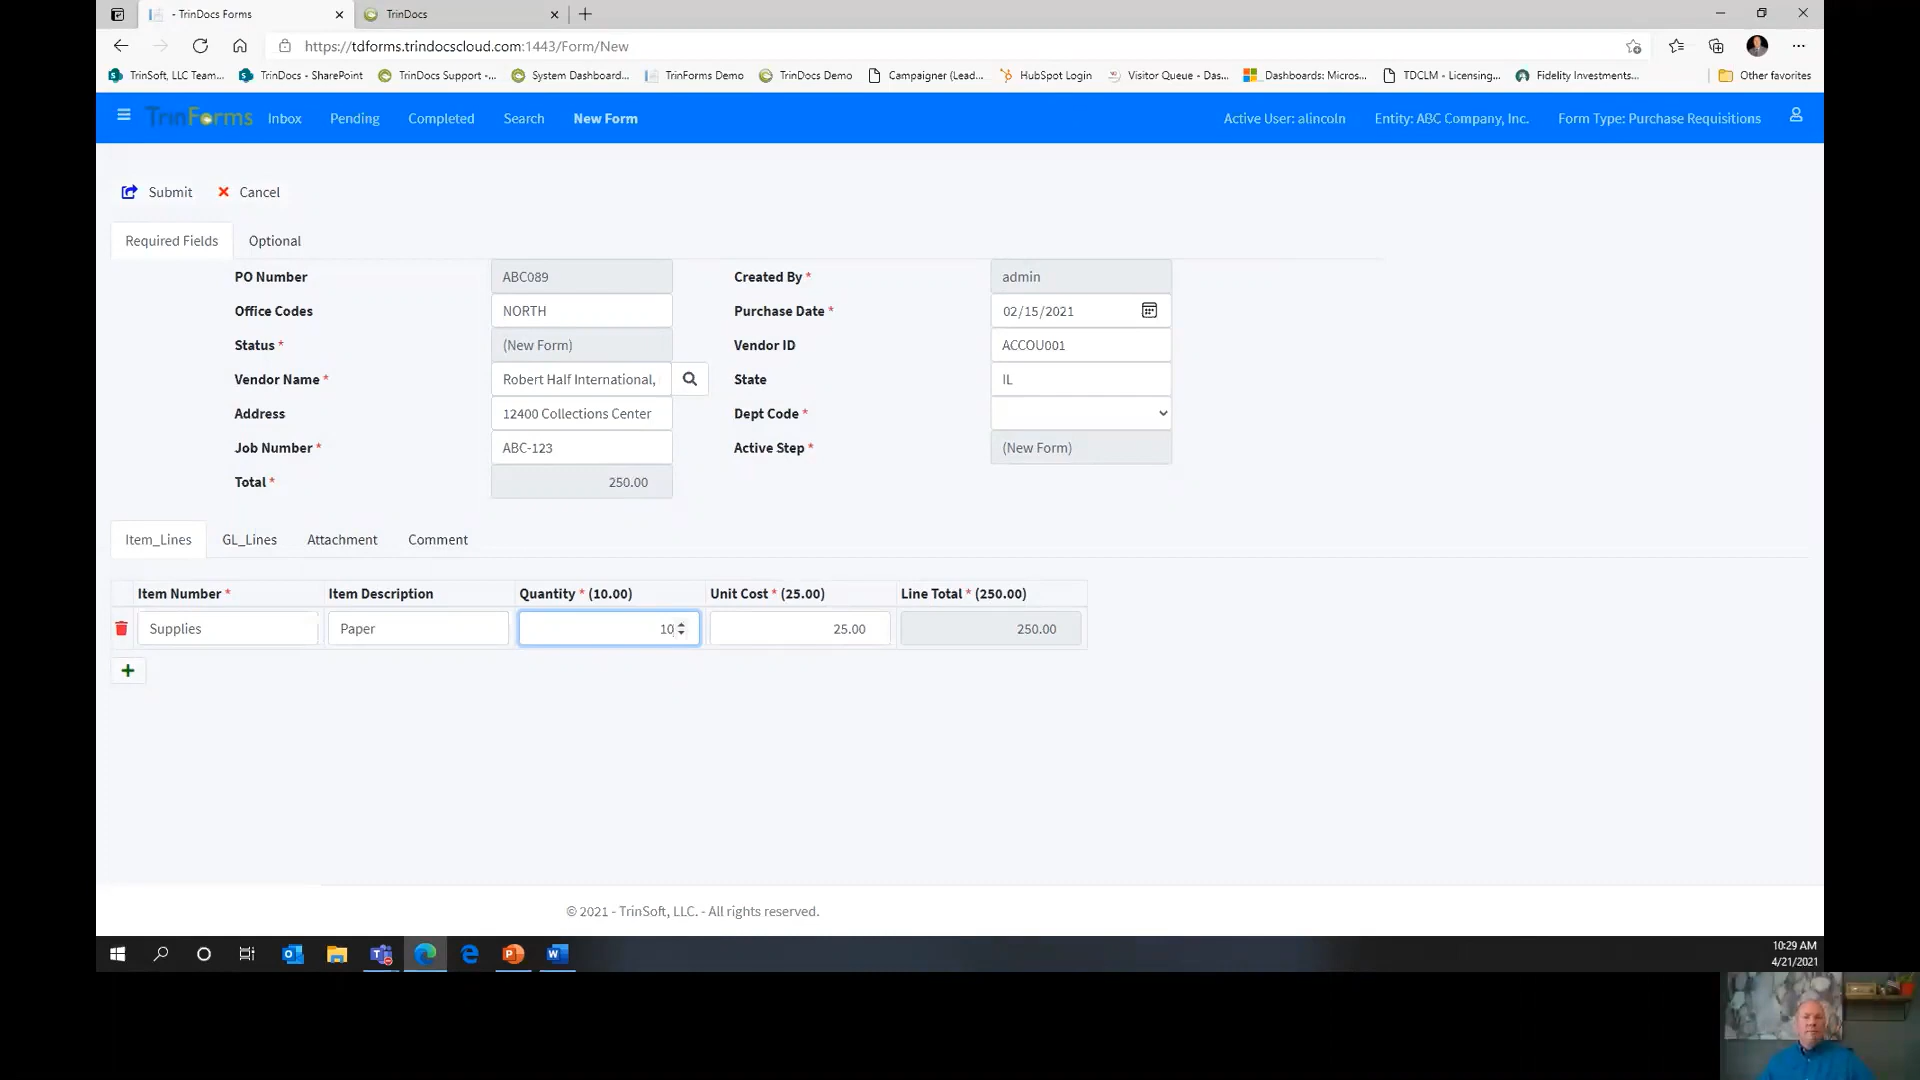 - TrinDocs Forms
TrinDocs
https://tdforms.trindocscloud.com:1443/Form/New
TrinSoft, LLC Team...
TrinDocs - SharePoint
TrinDocs Support -...
System Dashboard...
TrinForms Demo
TrinDocs Demo
Campaigner (Lead...
HubSpot Login
Visitor Queue - Das...
Dashboards: Micros...
TDCLM - Licensing,...
Fidelity Investments...
Other favorites
TrinForms
Inbox
Pending
Completed
Search
New Form
Active User: alincoln
Entity: ABC Company, Inc.
Form Type: Purchase Requisitions
Submit
Cancel
Required Fields
Optional
PO Number
ABC089
Created By *
admin
Office Codes
NORTH
Purchase Date *
02/15/2021
Status *
(New Form)
Vendor ID
ACCOU001
Vendor Name *
Robert Half International,
State
IL
Address
12400 Collections Center
Dept Code *
Job Number *
ABC-123
Active Step *
(New Form)
Total *
250.00
Item_Lines
GL_Lines
Attachment
Comment
Item Number *
Item Description
Quantity * (10.00)
Unit Cost * (25.00)
Line Total * (250.00)
Supplies
Paper
10
25.00
250.00
© 2021 - TrinSoft, LLC. - All rights reserved.
10:29 AM
4/21/2021